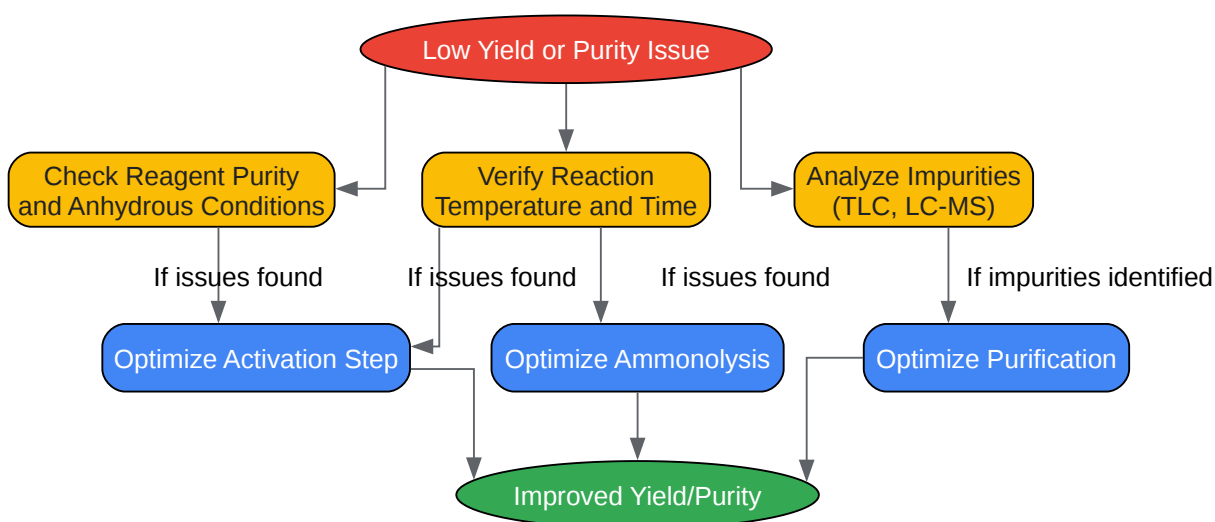 Low Yield or Purity Issue
Check Reagent Purity
and Anhydrous Conditions
Verify Reaction
Temperature and Time
Analyze Impurities
(TLC, LC-MS)
If issues found
If issues found
If issues found
If impurities identified
Optimize Activation Step
Optimize Ammonolysis
Optimize Purification
Improved Yield/Purity